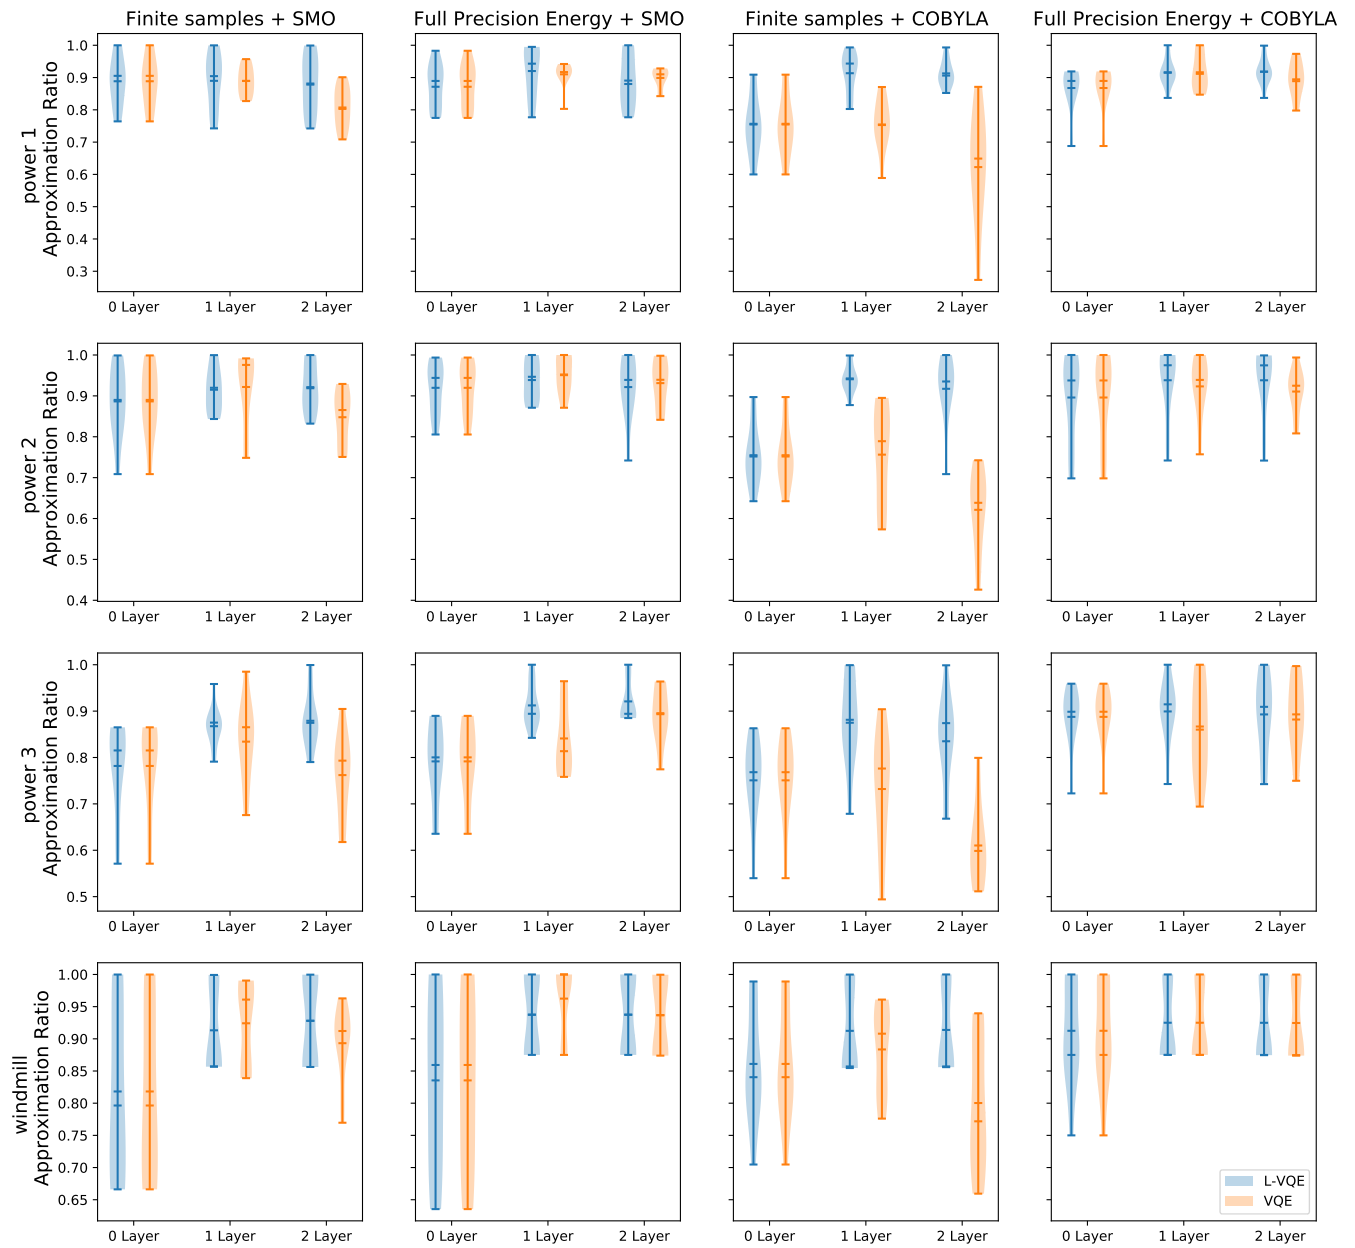 Finite samples + SMO
Full Precision Energy + SMO
Finite samples + COBYLA
Full Precision Energy + COBYLA
power 1
Approximation Ratio
1.0
0.9
0.8
0.7
0.6
0.5
0.4
0.3
0 Layer 1 Layer 2 Layer
0 Layer 1 Layer 2 Layer
0 Layer 1 Layer 2 Layer
0 Layer 1 Layer 2 Layer
power 2
Approximation Ratio
1.0
0.9
0.8
0.7
0.6
0.5
0.4
0 Layer 1 Layer 2 Layer
0 Layer 1 Layer 2 Layer
0 Layer 1 Layer 2 Layer
0 Layer 1 Layer 2 Layer
power 3
Approximation Ratio
1.0
0.9
0.8
0.7
0.6
0.5
0 Layer 1 Layer 2 Layer
0 Layer 1 Layer 2 Layer
0 Layer 1 Layer 2 Layer
0 Layer 1 Layer 2 Layer
windmill
Approximation Ratio
1.00
0.95
0.90
0.85
0.80
0.75
0.70
0.65
0 Layer 1 Layer 2 Layer
0 Layer 1 Layer 2 Layer
0 Layer 1 Layer 2 Layer
0 Layer 1 Layer 2 Layer
L-VQE
VQE